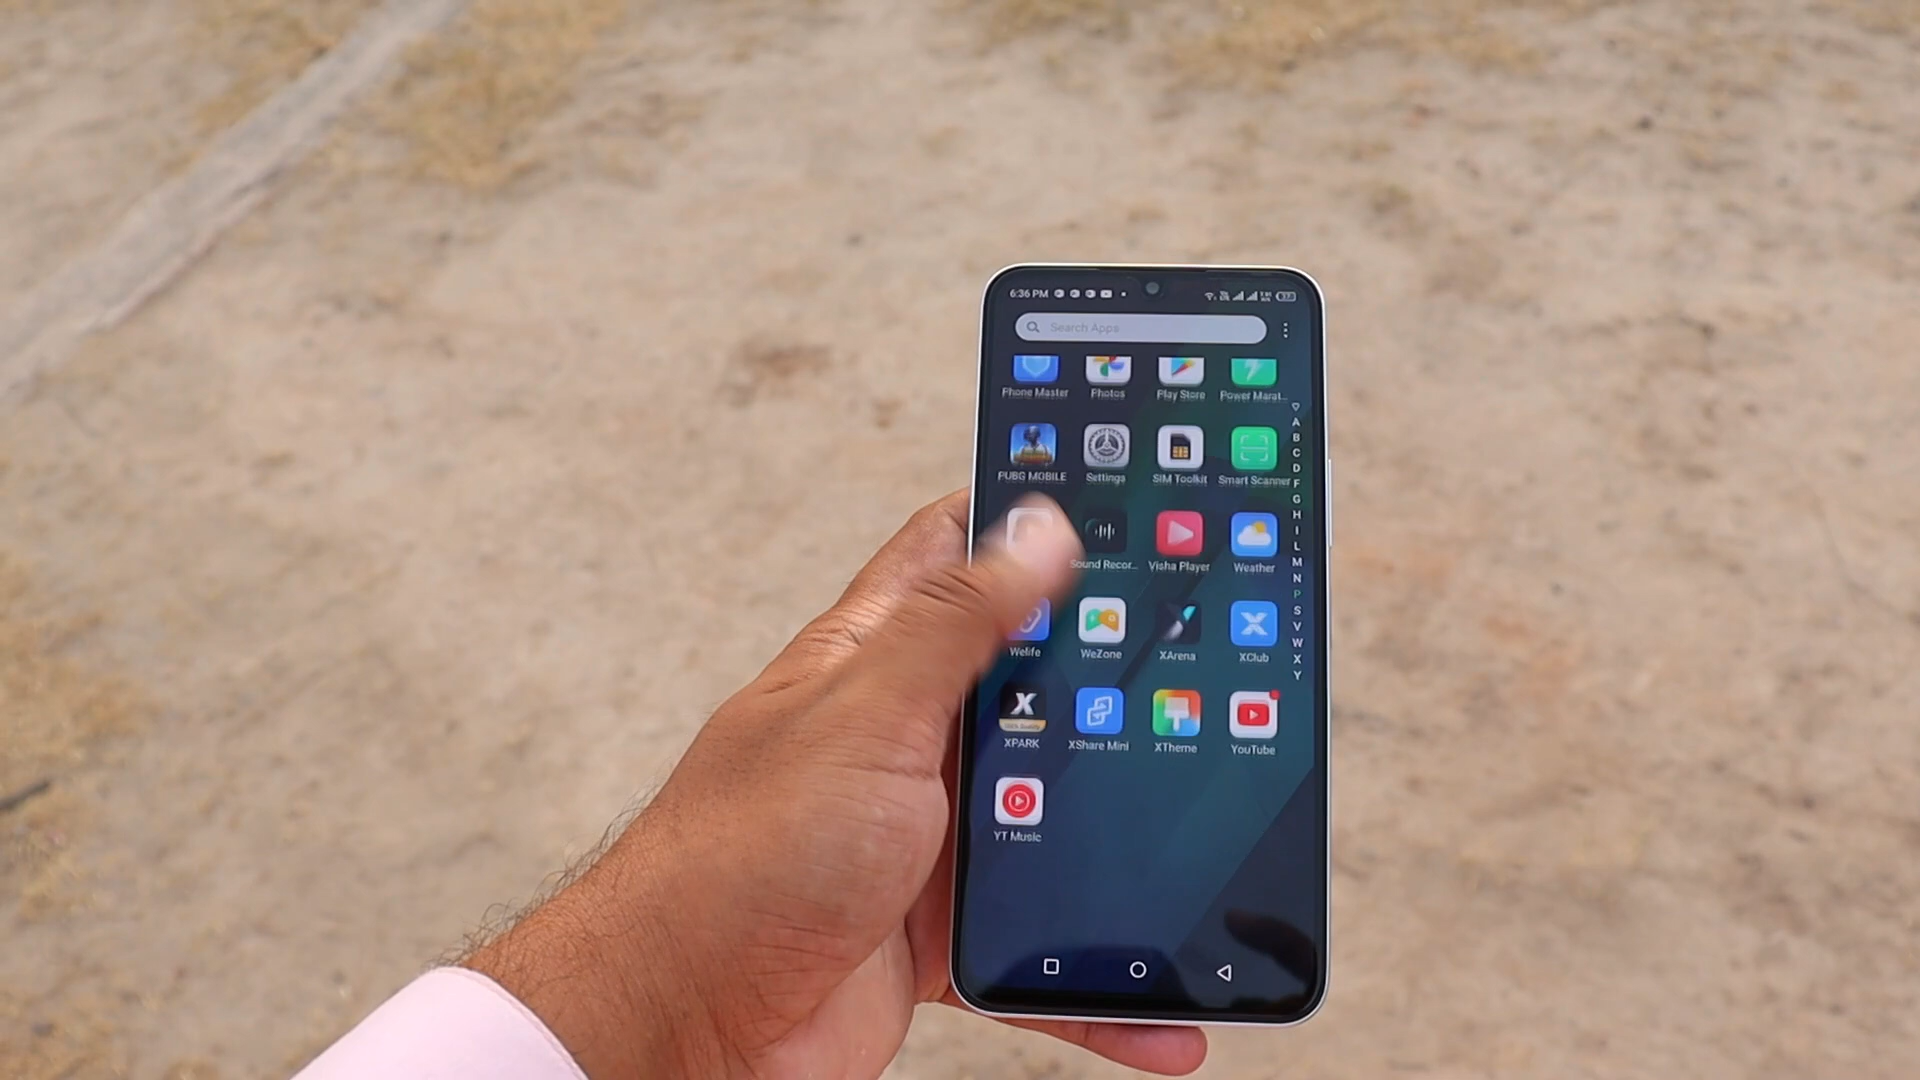 6:36 PM
Search Apps
Phone Master Photos Play Store Power Marat...
PUBG MOBILE Settings SIM Toolkit Smart Scanner
Sound Recor... Visha Player Weather
Welife WeZone XArena XClub
X
XPARK XShare Mini XTheme YouTube
YT Music
A
B
C
D
F
G
H
I
L
M
N
P
S
V
W
X
Y